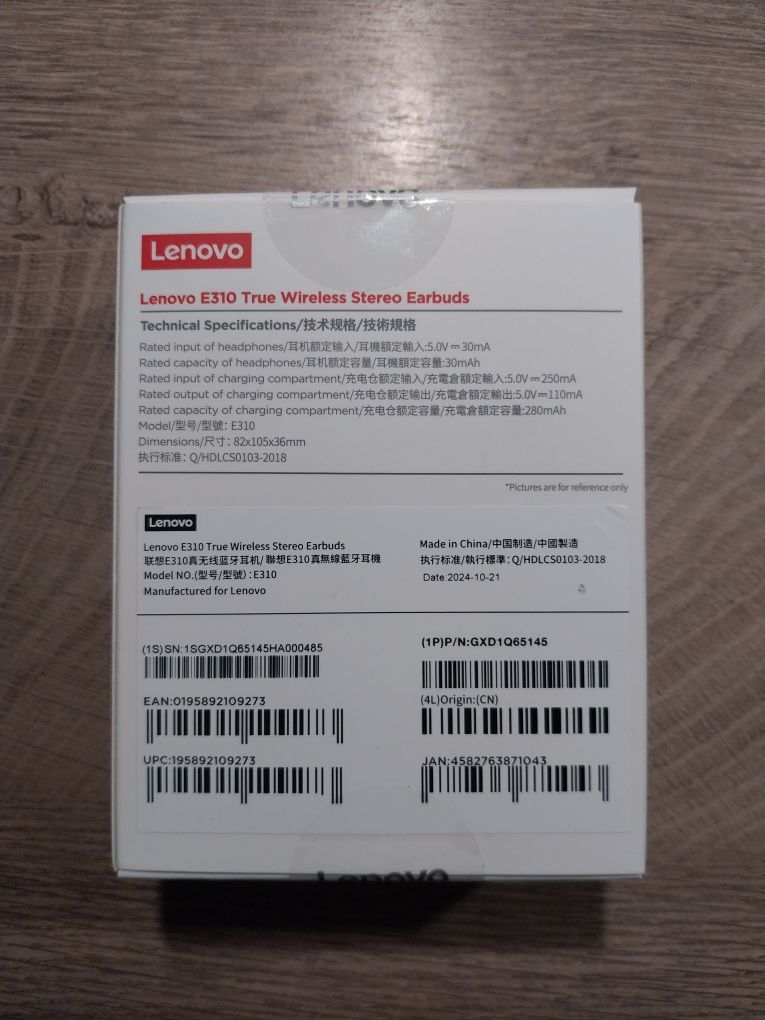 Lenovo
Lenovo
Lenovo E310 True Wireless Stereo Earbuds
Technical Specifications/技术规格/技術規格
Rated input of headphones/耳机额定输入/耳機額定輸入:5.0V⎓30mA
Rated capacity of headphones/耳机额定容量/耳機額定容量:30mAh
Rated input of charging compartment/充电仓额定输入/充電倉額定輸入:5.0V⎓250mA
Rated output of charging compartment/充电仓额定输出/充電倉額定輸出:5.0V⎓110mA
Rated capacity of charging compartment/充电仓额定容量/充電倉額定容量:280mAh
Model/型号/型號: E310
Dimensions/尺寸: 82x105x36mm
执行标准: Q/HDLCS0103-2018
*Pictures are for reference only
Lenovo
Lenovo E310 True Wireless Stereo Earbuds
联想E310真无线蓝牙耳机/聯想E310真無線藍牙耳機
Model NO.(型号/型號): E310
Manufactured for Lenovo
Made in China/中国制造/中國製造
执行标准/執行標準: Q/HDLCS0103-2018
Date 2024-10-21
(1S)SN:1SGXD1Q65145HA000485
(1P)P/N:GXD1Q65145
EAN:0195892109273
(4L)Origin:(CN)
UPC:195892109273
JAN:4582763871043
Lenovo